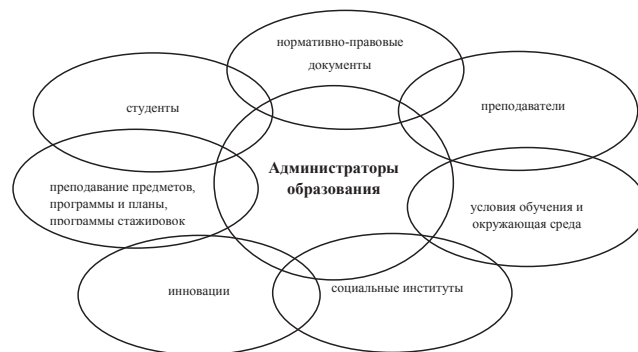 нормативно-правовые
документы
студенты
преподаватели
Администраторы
образования
преподавание предметов,
программы и планы,
программы стажировок
условия обучения и
окружающая среда
инновации
социальные институты